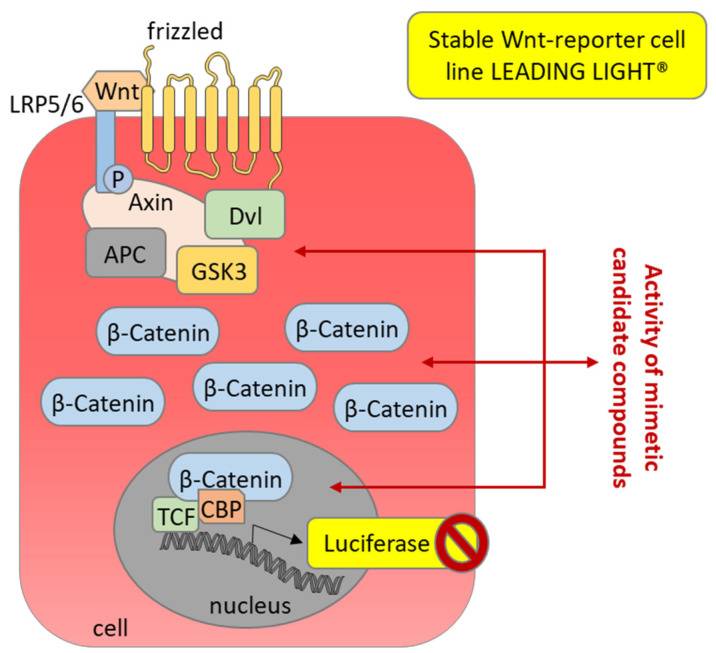 frizzled
Stable Wnt-reporter cell
line LEADING LIGHT®
Wnt
LRP5/6
P
Axin
Dvl
APC
GSK3
Activity of mimetic
candidate compounds
β-Catenin
β-Catenin
β-Catenin
β-Catenin
β-Catenin
β-Catenin
TCF
CBP
Luciferase
nucleus
cell